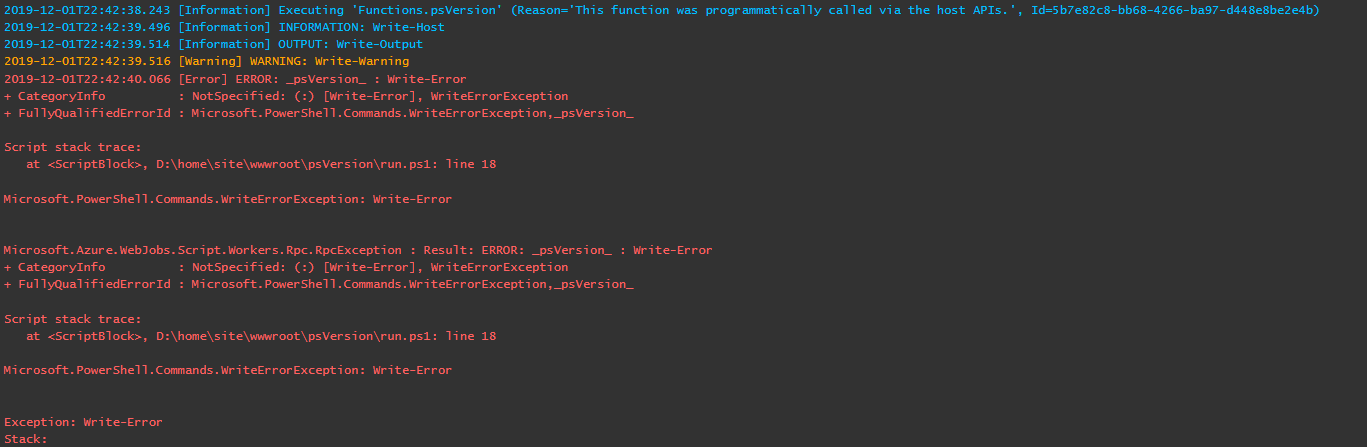 2019-12-01T22:42:38.243 [Information] Executing 'Functions.psVersion' (Reason='This function was programmatically called via the host APIs.', Id=5b7e82c8-bb68-4266-ba97-d448e8be2e4b)
2019-12-01T22:42:39.496 [Information] INFORMATION: Write-Host
2019-12-01T22:42:39.514 [Information] OUTPUT: Write-Output
2019-12-01T22:42:39.516 [Warning] WARNING: Write-Warning
2019-12-01T22:42:40.066 [Error] ERROR: _psVersion_ : Write-Error
+ CategoryInfo          : NotSpecified: (:) [Write-Error], WriteErrorException
+ FullyQualifiedErrorId : Microsoft.PowerShell.Commands.WriteErrorException,_psVersion_
Script stack trace:
   at <ScriptBlock>, D:\home\site\wwwroot\psVersion\run.ps1: line 18
Microsoft.PowerShell.Commands.WriteErrorException: Write-Error
Microsoft.Azure.WebJobs.Script.Workers.Rpc.RpcException : Result: ERROR: _psVersion_ : Write-Error
+ CategoryInfo          : NotSpecified: (:) [Write-Error], WriteErrorException
+ FullyQualifiedErrorId : Microsoft.PowerShell.Commands.WriteErrorException,_psVersion_
Script stack trace:
   at <ScriptBlock>, D:\home\site\wwwroot\psVersion\run.ps1: line 18
Microsoft.PowerShell.Commands.WriteErrorException: Write-Error
Exception: Write-Error
Stack: